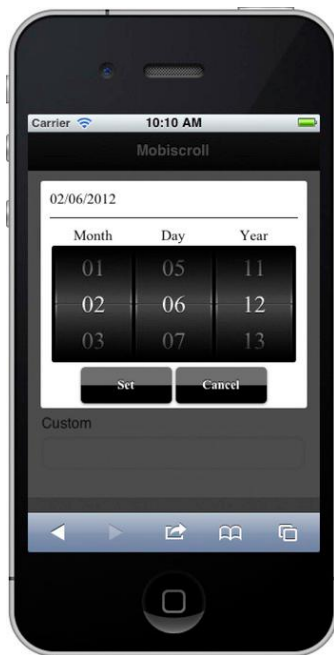 Carrier 10:10 AM
Mobiscroll
02/06/2012
Month Day Year
01 05 11
02 06 12
03 07 13
Set Cancel
Custom